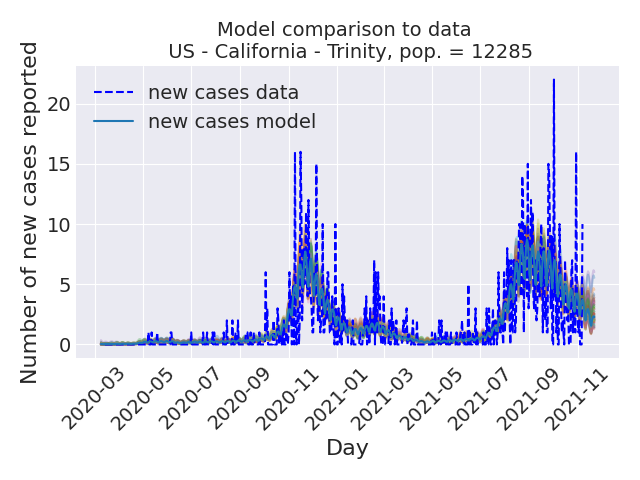 Model comparison to data
US - California - Trinity, pop. = 12285
Number of new cases reported
new cases data
new cases model
20
15
10
5
0
2020-03
2020-05
2020-07
2020-09
2020-11
2021-01
2021-03
2021-05
2021-07
2021-09
2021-11
Day